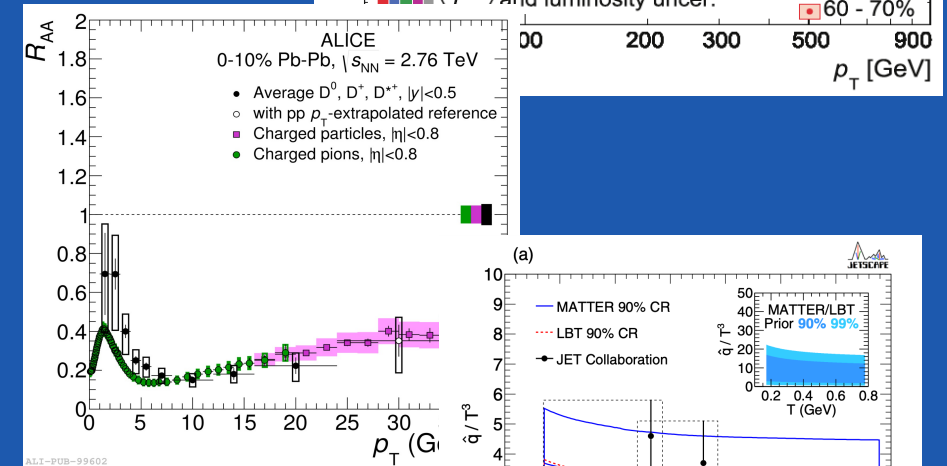 and luminosity uncer.
60 - 70%
00 200 300 500 900
p_T [GeV]
R_AA
2
1.8
1.6
1.4
1.2
1
0.8
0.6
0.4
0.2
0
ALICE
0-10% Pb-Pb, \s_NN = 2.76 TeV
Average D^0, D^+, D*^+, |y|<0.5
with pp p_T-extrapolated reference
Charged particles, |η|<0.8
Charged pions, |η|<0.8
0 5 10 15 20 25 30
p_T (G
ALI-PUB-99602
(a)
JETSCAPE
10
9
8
7
6
5
4
q̂ / T³
MATTER 90% CR
LBT 90% CR
JET Collaboration
50
40
30
20
10
0
q̂ / T³
MATTER/LBT
Prior 90% 99%
0.2 0.4 0.6 0.8
T (GeV)